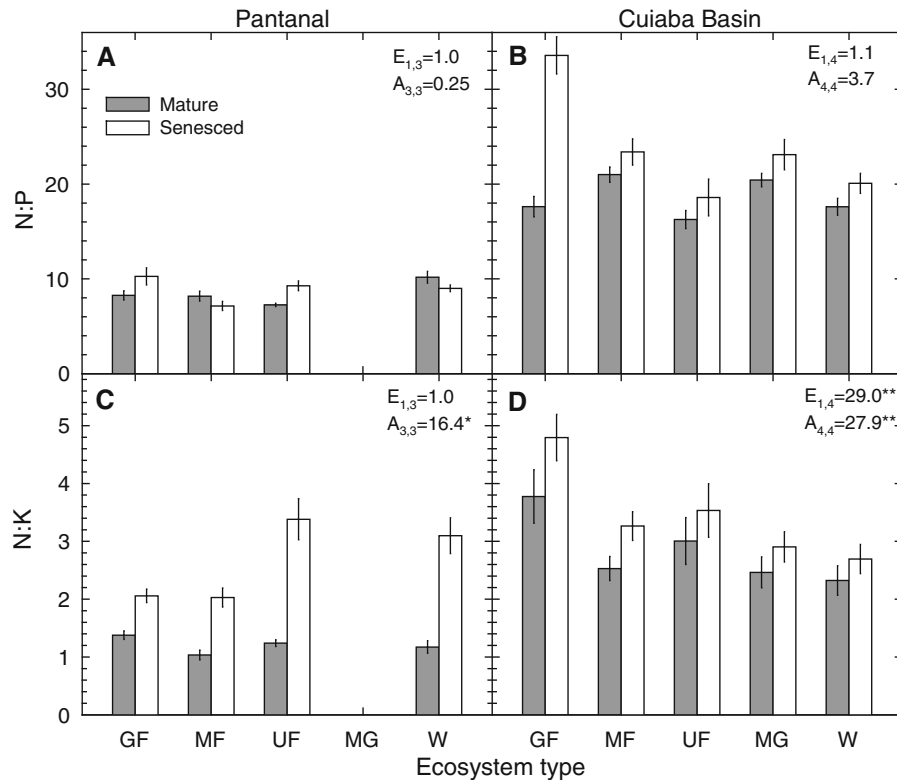 Pantanal
Cuiaba Basin
A
E1,3=1.0
A3,3=0.25
Mature
Senesced
B
E1,4=1.1
A4,4=3.7
30
20
10
0
N:P
C
E1,3=1.0
A3,3=16.4*
D
E1,4=29.0**
A4,4=27.9**
5
4
3
2
1
0
N:K
GF MF UF MG W
GF MF UF MG W
Ecosystem type